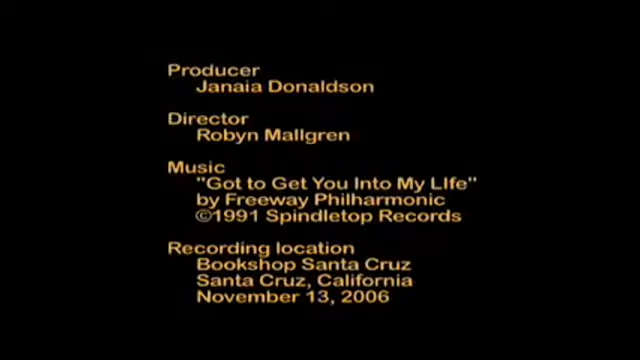 Producer
Janaia Donaldson
Director
Robyn Mallgren
Music
"Got to Get You Into My LIfe"
by Freeway Philharmonic
©1991 Spindletop Records
Recording location
Bookshop Santa Cruz
Santa Cruz, California
November 13, 2006